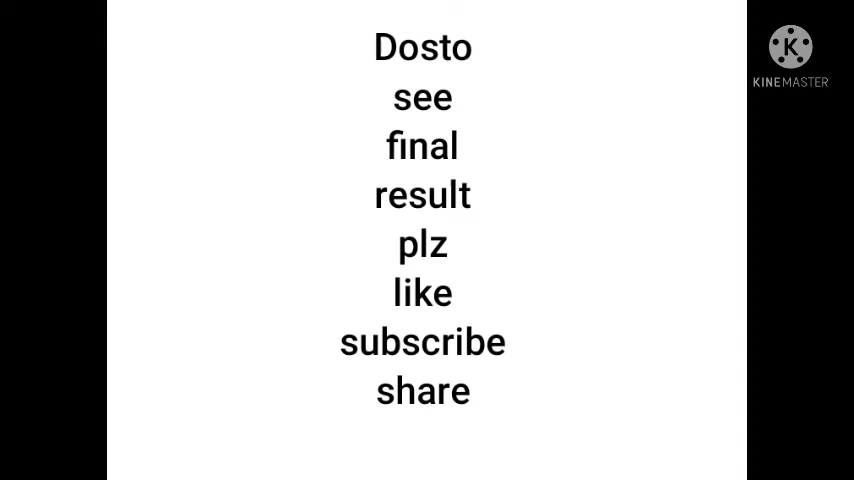 Dosto
see
final
result
plz
like
subscribe
share
K
KINEMASTER